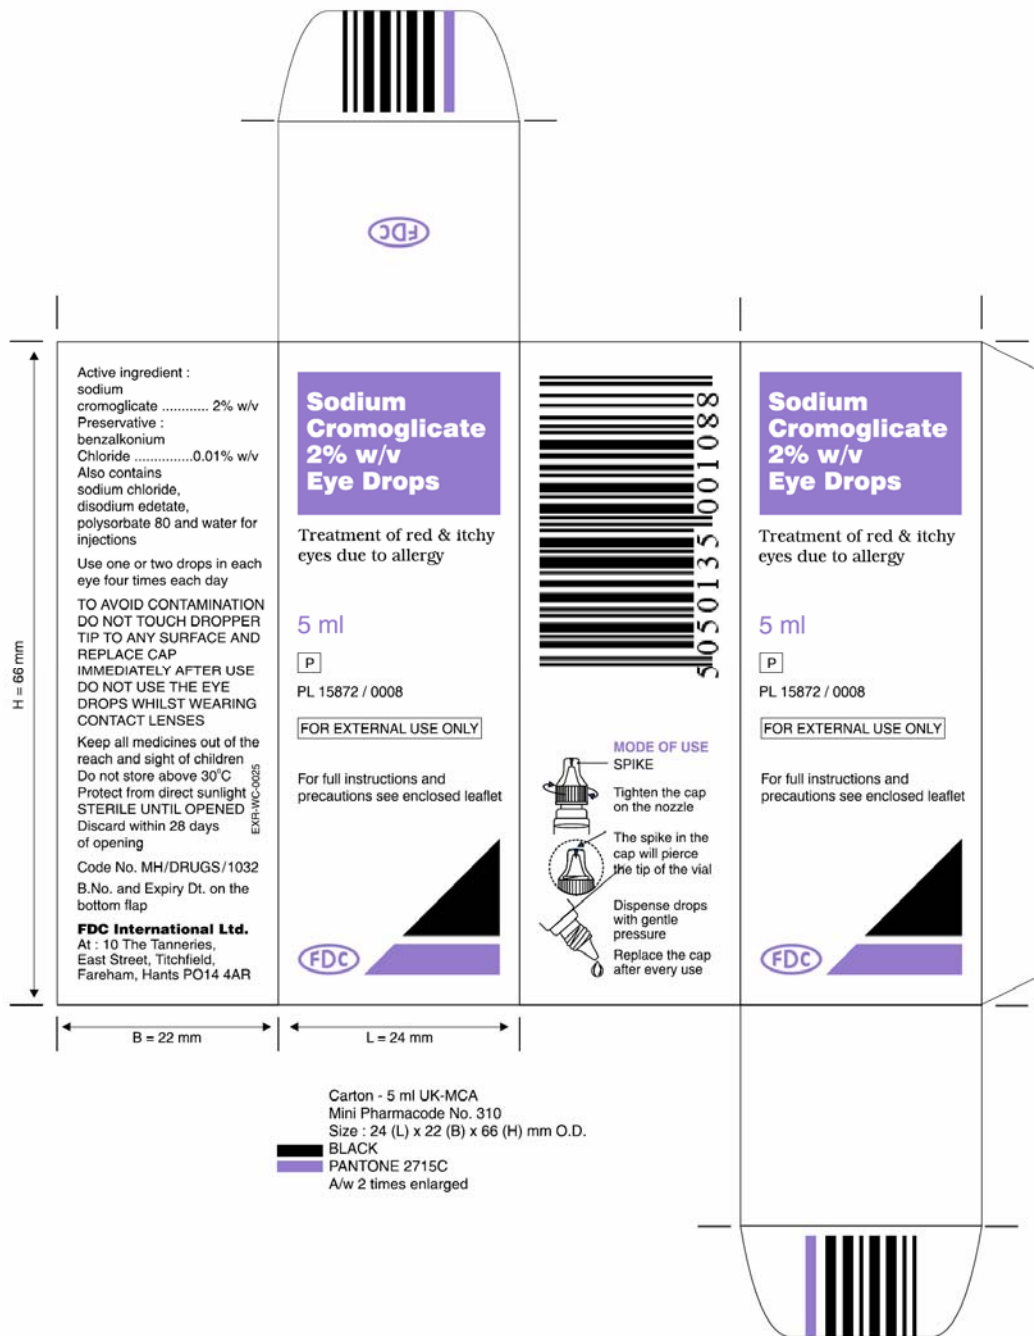 FDC
Active ingredient :
sodium
cromoglicate ............ 2% w/v
Preservative :
benzalkonium
Chloride ...............0.01% w/v
Also contains
sodium chloride,
disodium edetate,
polysorbate 80 and water for
injections
Use one or two drops in each
eye four times each day
TO AVOID CONTAMINATION
DO NOT TOUCH DROPPER
TIP TO ANY SURFACE AND
REPLACE CAP
IMMEDIATELY AFTER USE
DO NOT USE THE EYE
DROPS WHILST WEARING
CONTACT LENSES
Keep all medicines out of the
reach and sight of children
Do not store above 30°C
Protect from direct sunlight
STERILE UNTIL OPENED
Discard within 28 days
of opening
EXR-WC-0025
Code No. MH/DRUGS/1032
B.No. and Expiry Dt. on the
bottom flap
FDC International Ltd.
At : 10 The Tanneries,
East Street, Titchfield,
Fareham, Hants PO14 4AR
H = 66 mm
Sodium
Cromoglicate
2% w/v
Eye Drops
Treatment of red & itchy
eyes due to allergy
5 ml
P
PL 15872 / 0008
FOR EXTERNAL USE ONLY
For full instructions and
precautions see enclosed leaflet
FDC
5050135001088
MODE OF USE
SPIKE
Tighten the cap
on the nozzle
The spike in the
cap will pierce
the tip of the vial
Dispense drops
with gentle
pressure
Replace the cap
after every use
Sodium
Cromoglicate
2% w/v
Eye Drops
Treatment of red & itchy
eyes due to allergy
5 ml
P
PL 15872 / 0008
FOR EXTERNAL USE ONLY
For full instructions and
precautions see enclosed leaflet
FDC
B = 22 mm
L = 24 mm
Carton - 5 ml UK-MCA
Mini Pharmacode No. 310
Size : 24 (L) x 22 (B) x 66 (H) mm O.D.
BLACK
PANTONE 2715C
A/w 2 times enlarged